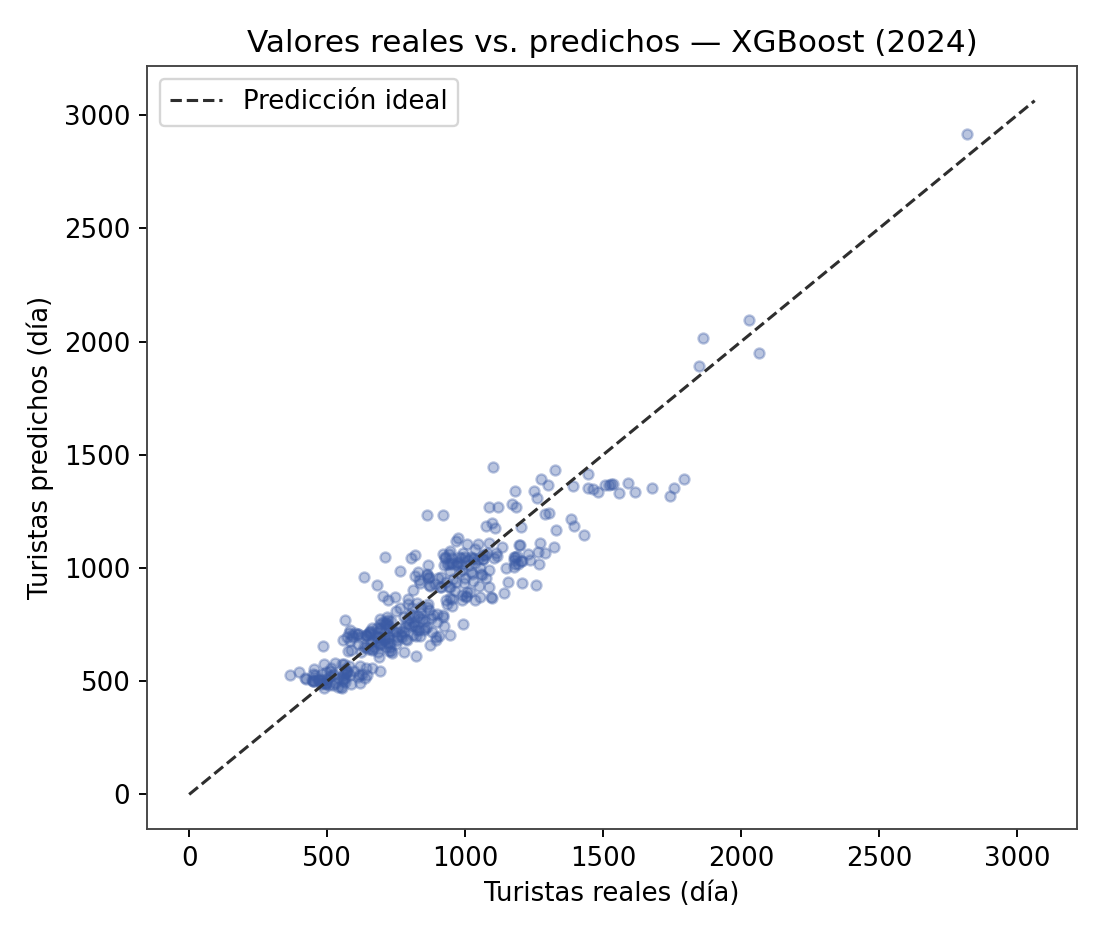 Valores reales vs. predichos — XGBoost (2024)
Predicción ideal
Turistas predichos (día)
3000
2500
2000
1500
1000
500
0
0 500 1000 1500 2000 2500 3000
Turistas reales (día)